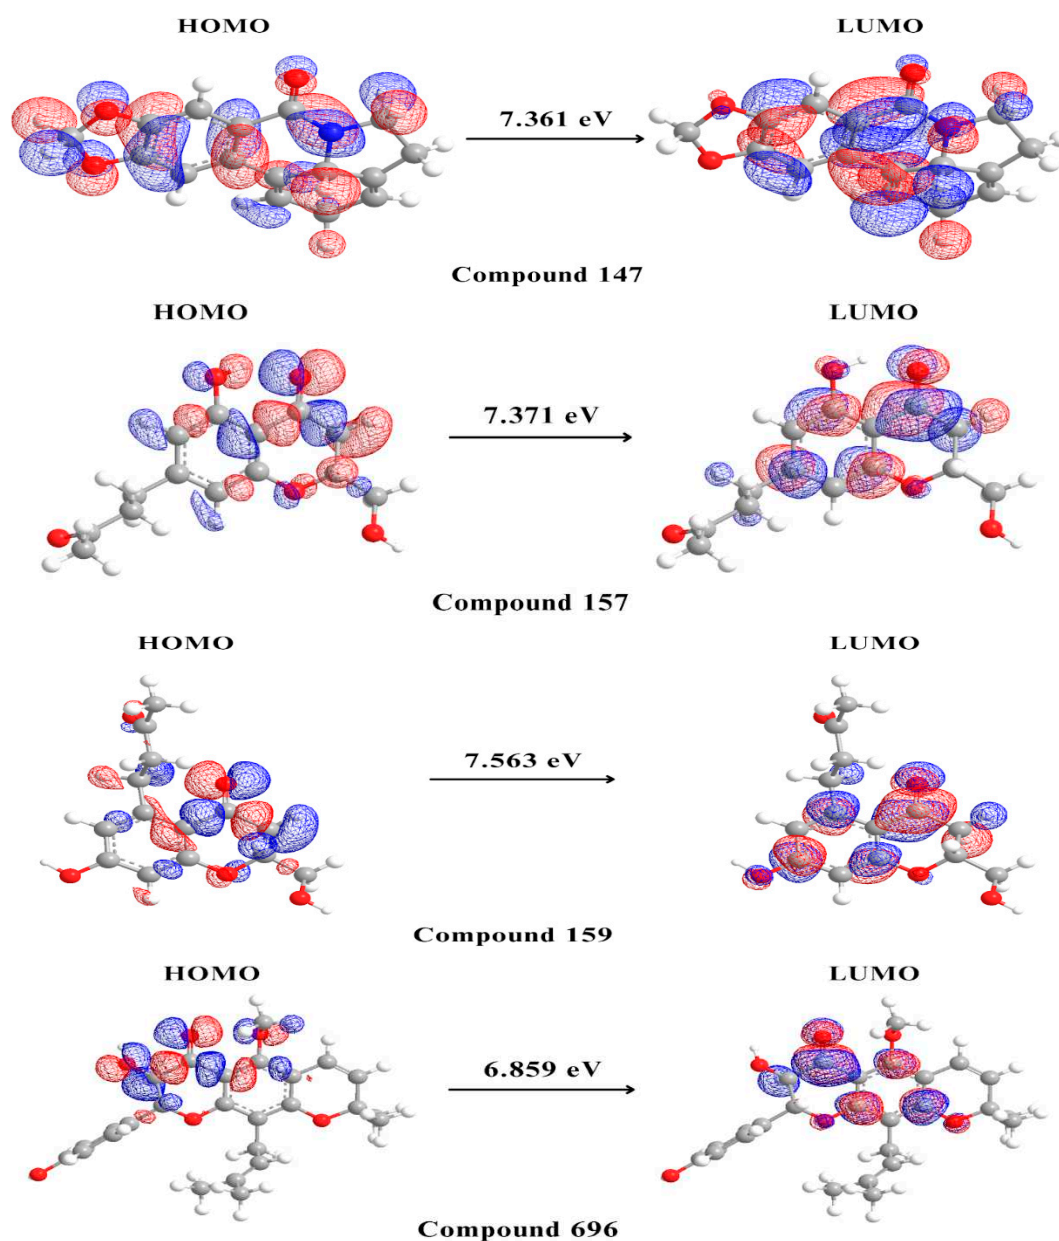 HOMO
LUMO
7.361 eV
Compound 147
HOMO
LUMO
7.371 eV
Compound 157
HOMO
LUMO
7.563 eV
Compound 159
HOMO
LUMO
6.859 eV
Compound 696